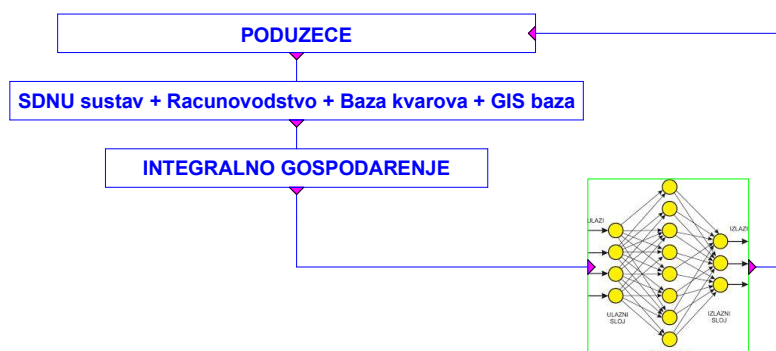 PODUZECE
SDNU sustav + Racunovodstvo + Baza kvarova + GIS baza
INTEGRALNO GOSPODARENJE
ULAZI
IZLAZI
ULAZNI
SLOJ
IZLAZNI
SLOJ